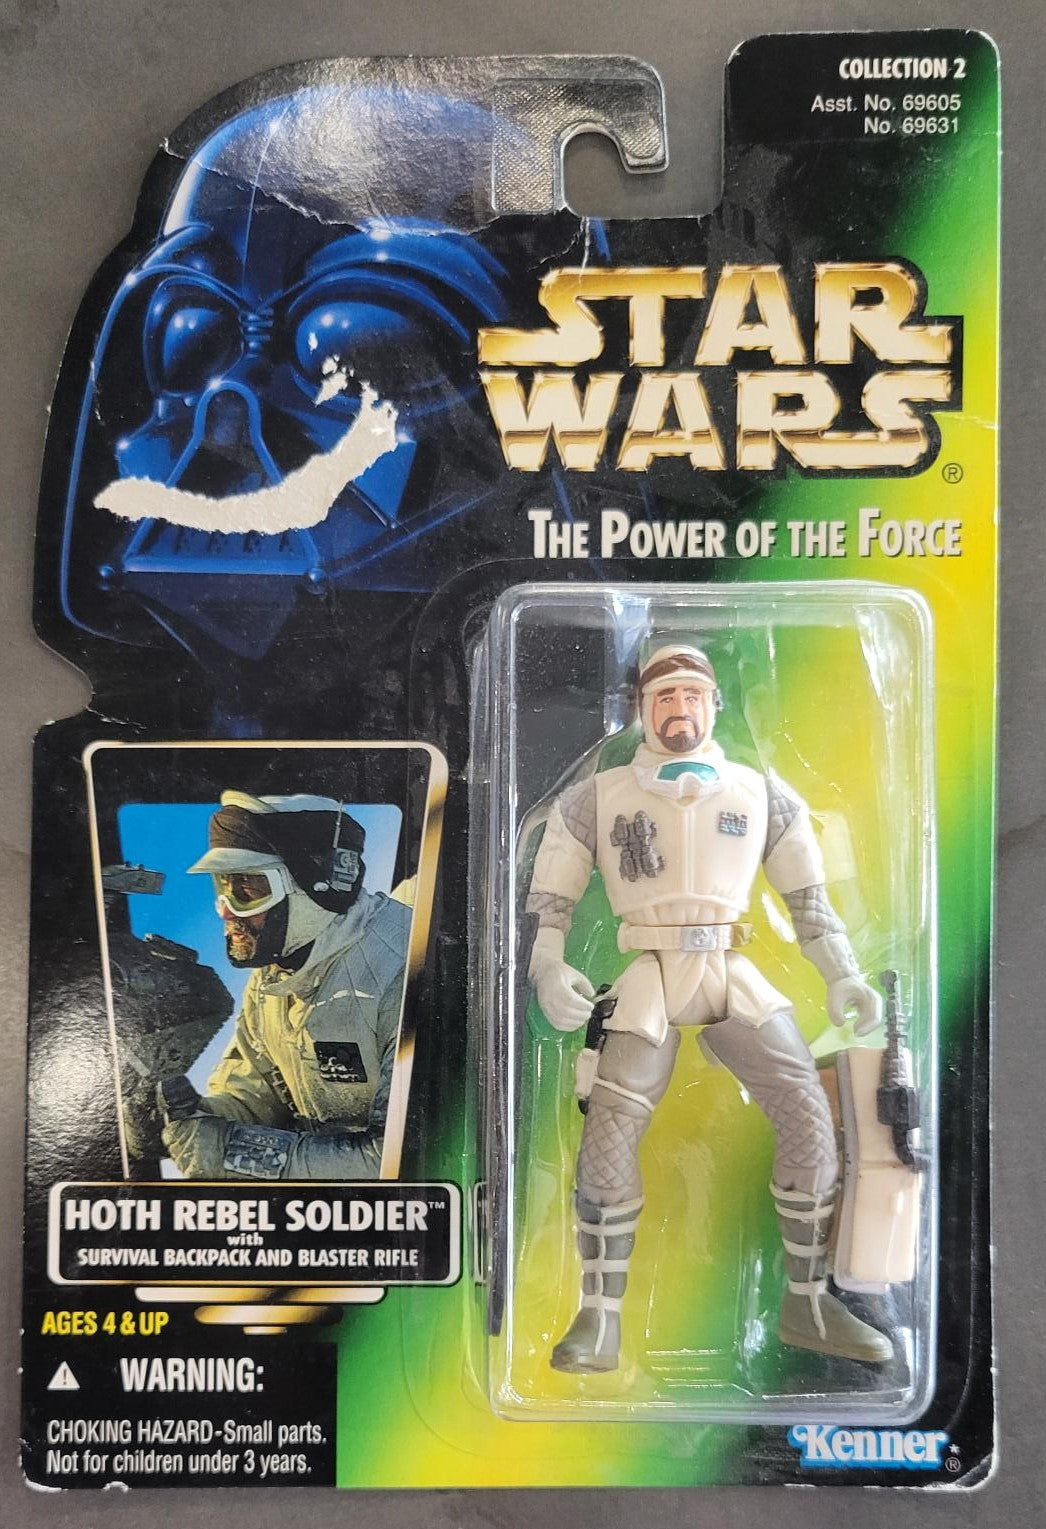 COLLECTION 2
Asst. No. 69605
No. 69631
STAR
WARS®
THE POWER OF THE FORCE
HOTH REBEL SOLDIER™
with
SURVIVAL BACKPACK AND BLASTER RIFLE
AGES 4 & UP
⚠ WARNING:
CHOKING HAZARD-Small parts.
Not for children under 3 years.
Kenner®